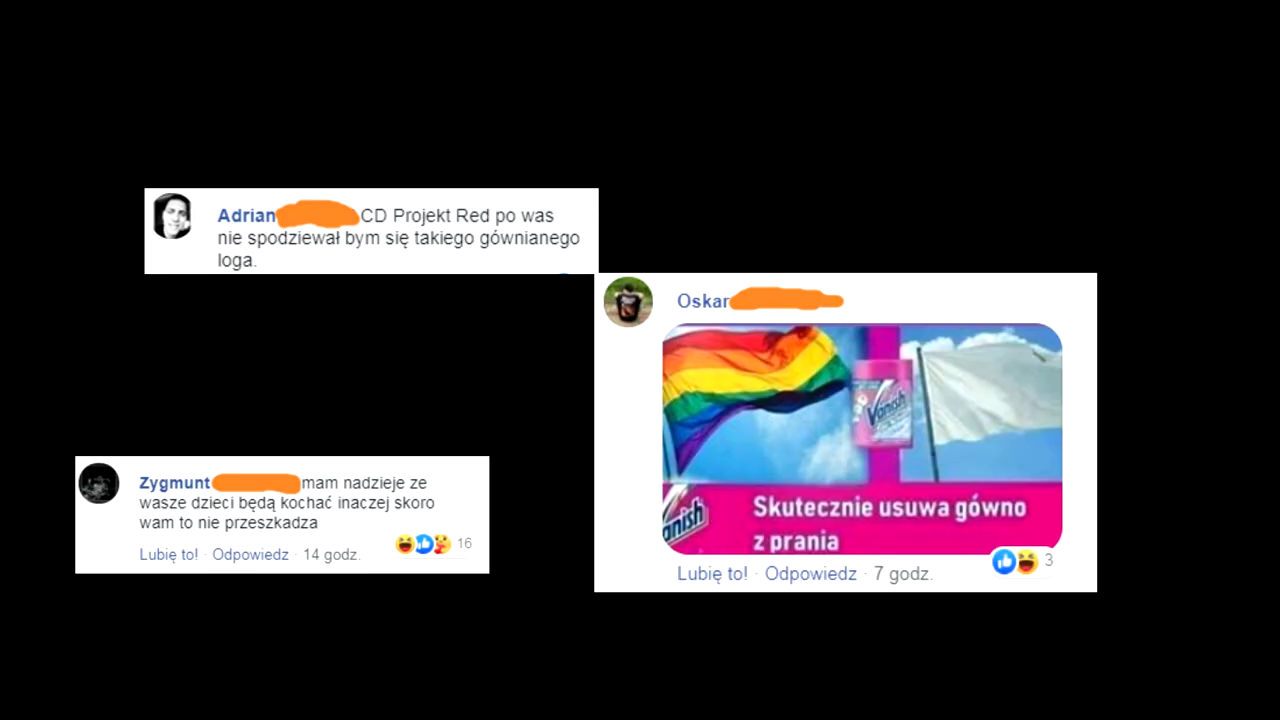 Adrian CD Projekt Red po was
nie spodziewał bym się takiego gównianego
loga.
Oskar
Vanish
anish
Skutecznie usuwa gówno
z prania
Lubię to! · Odpowiedz · 7 godz.
3
Zygmunt mam nadzieje ze
wasze dzieci będą kochać inaczej skoro
wam to nie przeszkadza
Lubię to! · Odpowiedz · 14 godz.
16